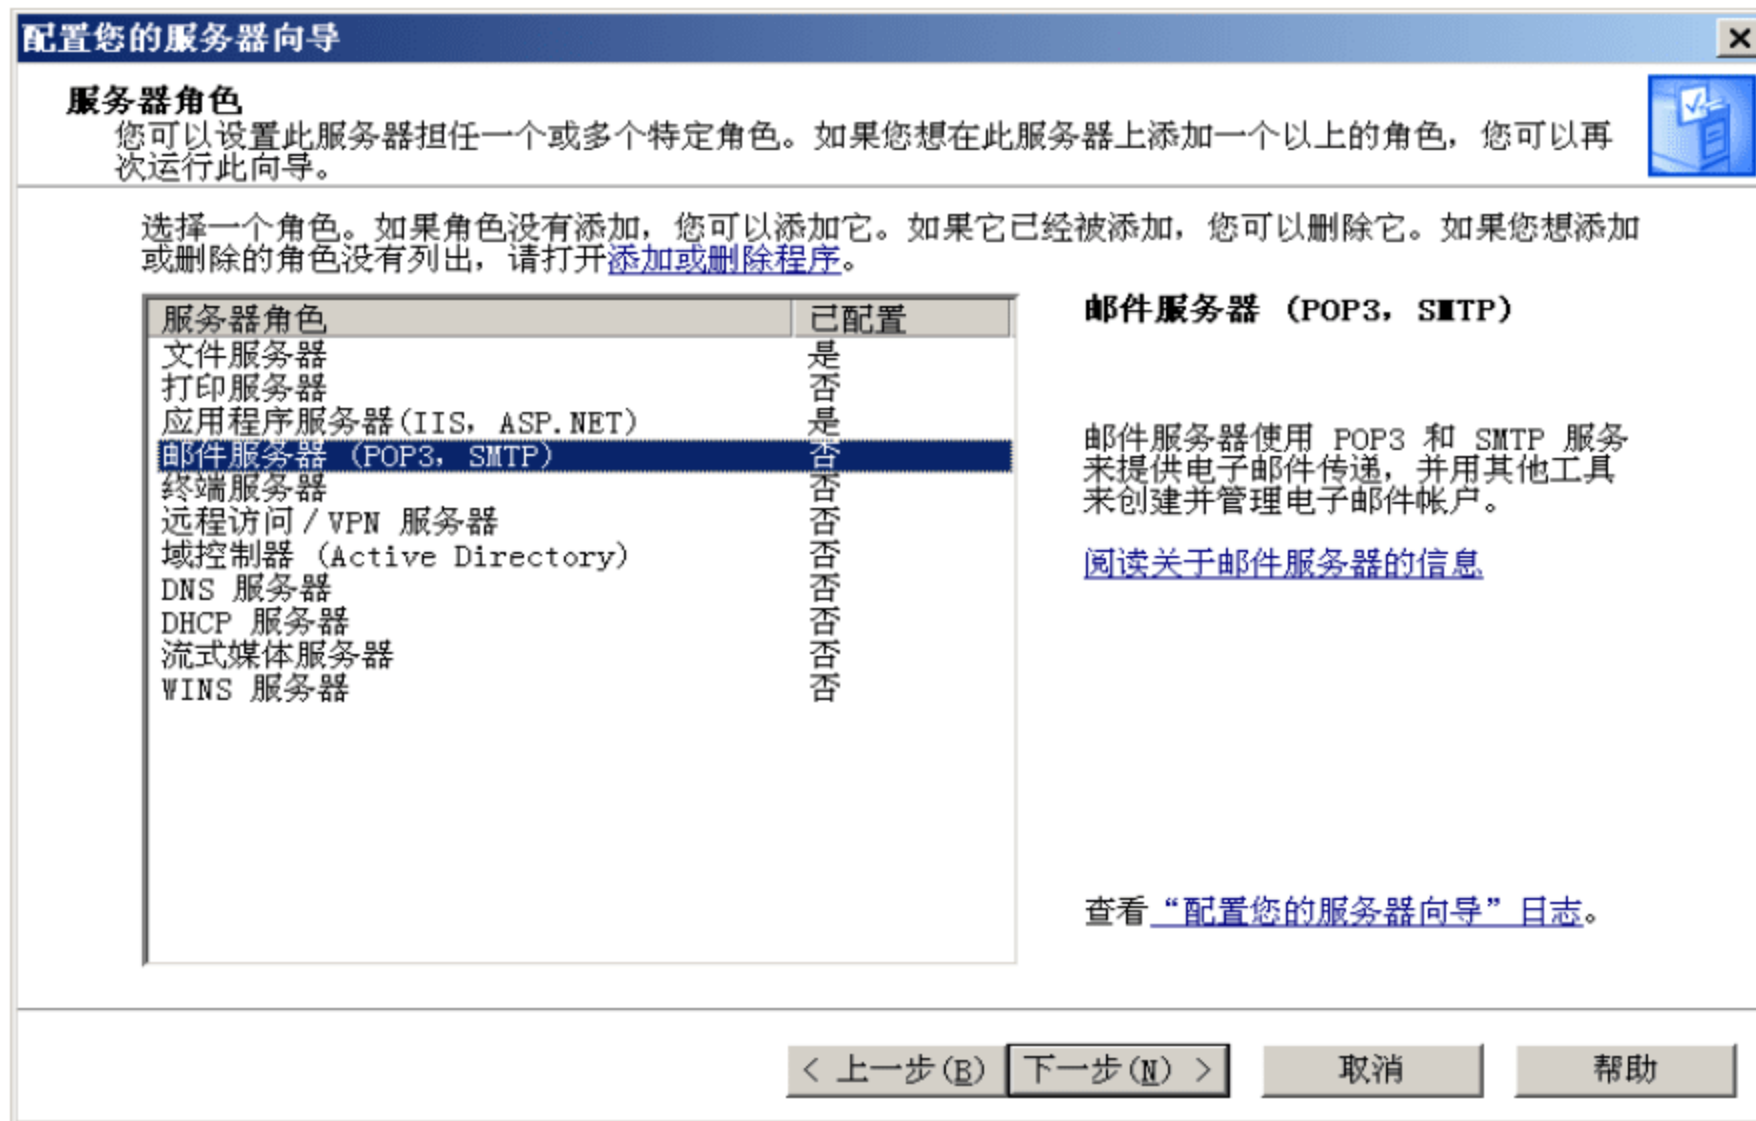 配置您的服务器向导
服务器角色
您可以设置此服务器担任一个或多个特定角色。如果您想在此服务器上添加一个以上的角色，您可以再
次运行此向导。
选择一个角色。如果角色没有添加，您可以添加它。如果它已经被添加，您可以删除它。如果您想添加
或删除的角色没有列出，请打开添加或删除程序。
服务器角色 已配置
文件服务器 是
打印服务器 否
应用程序服务器(IIS，ASP.NET) 是
邮件服务器 (POP3，SMTP) 否
终端服务器 否
远程访问/VPN 服务器 否
域控制器 (Active Directory) 否
DNS 服务器 否
DHCP 服务器 否
流式媒体服务器 否
WINS 服务器 否
邮件服务器 (POP3，SMTP)
邮件服务器使用 POP3 和 SMTP 服务
来提供电子邮件传递，并用其他工具
来创建并管理电子邮件帐户。
阅读关于邮件服务器的信息
查看“配置您的服务器向导”日志。
< 上一步(B) 下一步(N) > 取消 帮助